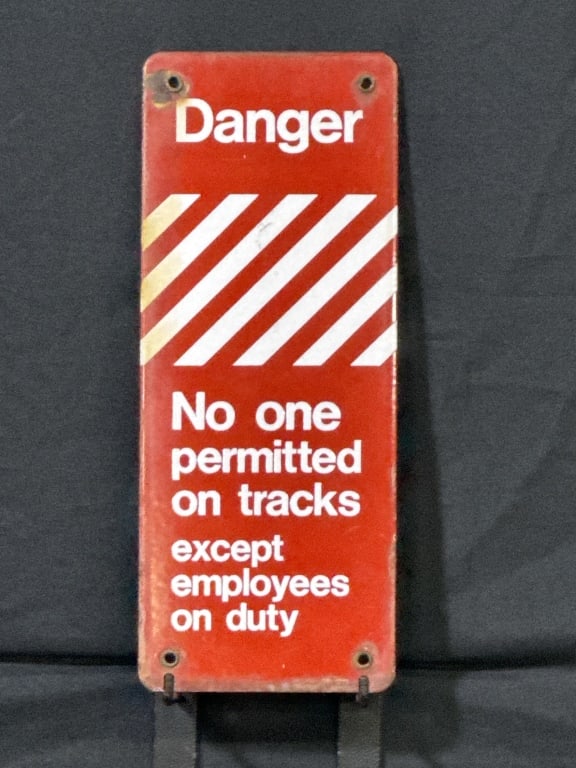 Danger
No one
permitted
on tracks
except
employees
on duty